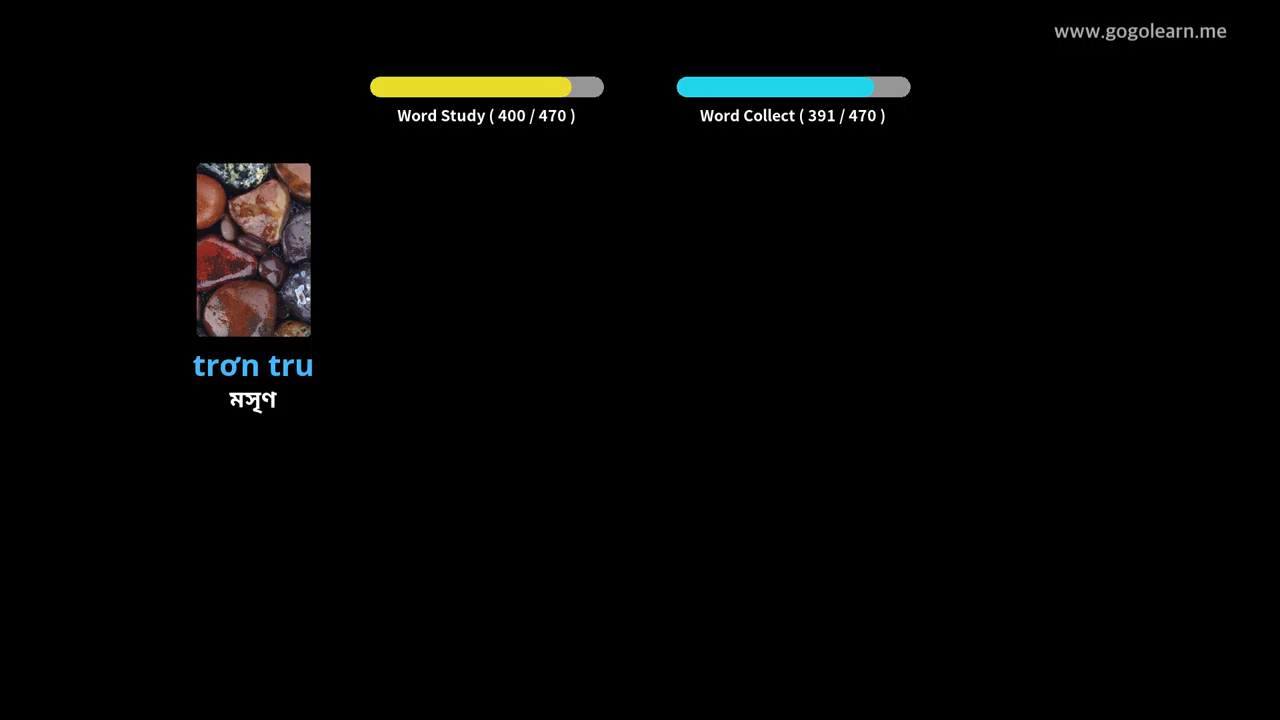 www.gogolearn.me
Word Study ( 400 / 470 )
Word Collect ( 391 / 470 )
trơn tru
মসৃণ